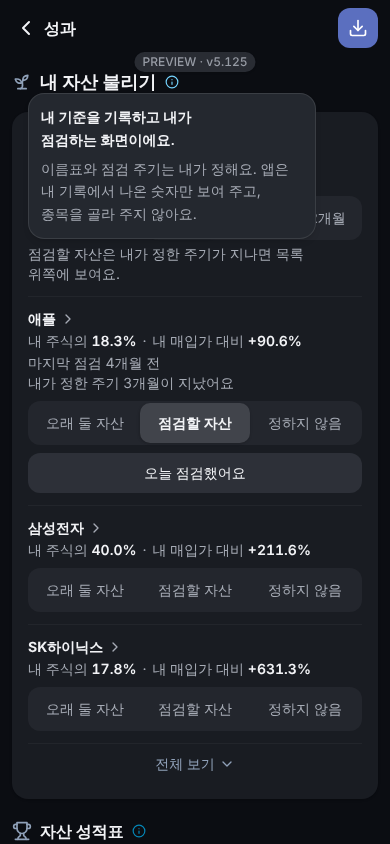 성과
PREVIEW · v5.125
내 자산 불리기
내 기준을 기록하고 내가
점검하는 화면이에요.
이름표와 점검 주기는 내가 정해요. 앱은
내 기록에서 나온 숫자만 보여 주고,
종목을 골라 주지 않아요.
개월
점검할 자산은 내가 정한 주기가 지나면 목록
위쪽에 보여요.
애플
내 주식의 18.3% · 내 매입가 대비 +90.6%
마지막 점검 4개월 전
내가 정한 주기 3개월이 지났어요
오래 둘 자산 점검할 자산 정하지 않음
오늘 점검했어요
삼성전자
내 주식의 40.0% · 내 매입가 대비 +211.6%
오래 둘 자산 점검할 자산 정하지 않음
SK하이닉스
내 주식의 17.8% · 내 매입가 대비 +631.3%
오래 둘 자산 점검할 자산 정하지 않음
전체 보기
자산 성적표